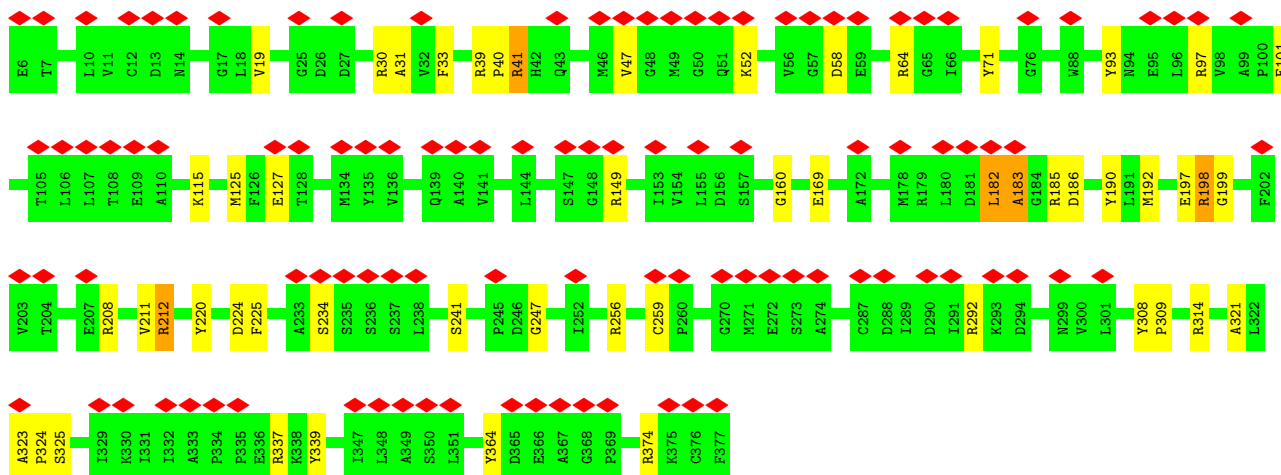 E6 T7 L10 V11 C12 D13 N14 G17 L18 V19 G25 D26 D27 R30 A31 V32 F33 R39 P40 R41 H42 Q43 M46 V47 G48 M49 G50 Q51 K52 V56 G57 D58 E59 R64 G65 I66 Y71 G76 W88 Y93 N94 E95 L96 R97 V98 A99 P100 E101
T105 L106 L107 T108 E109 A110 K115 M125 F126 E127 T128 M134 Y135 V136 Q139 A140 V141 L144 S147 G148 R149 I153 V154 L155 D156 S157 G160 E169 A172 M178 R179 L180 D181 L182 A183 G184 R185 D186 Y190 L191 M192 E197 R198 G199 F202
V203 T204 E207 R208 V211 R212 Y220 D224 F225 A233 S234 S235 S236 S237 L238 S241 P245 D246 G247 I252 R256 C259 P260 G270 M271 E272 S273 A274 C287 D288 I289 D290 I291 R292 K293 D294 N299 V300 L301 Y308 P309 R314 A321 L322
A323 P324 S325 I329 K330 I331 I332 A333 P334 P335 E336 R337 K338 Y339 I347 L348 A349 S350 L351 Y364 D365 E366 A367 G368 P369 R374 K375 C376 F377